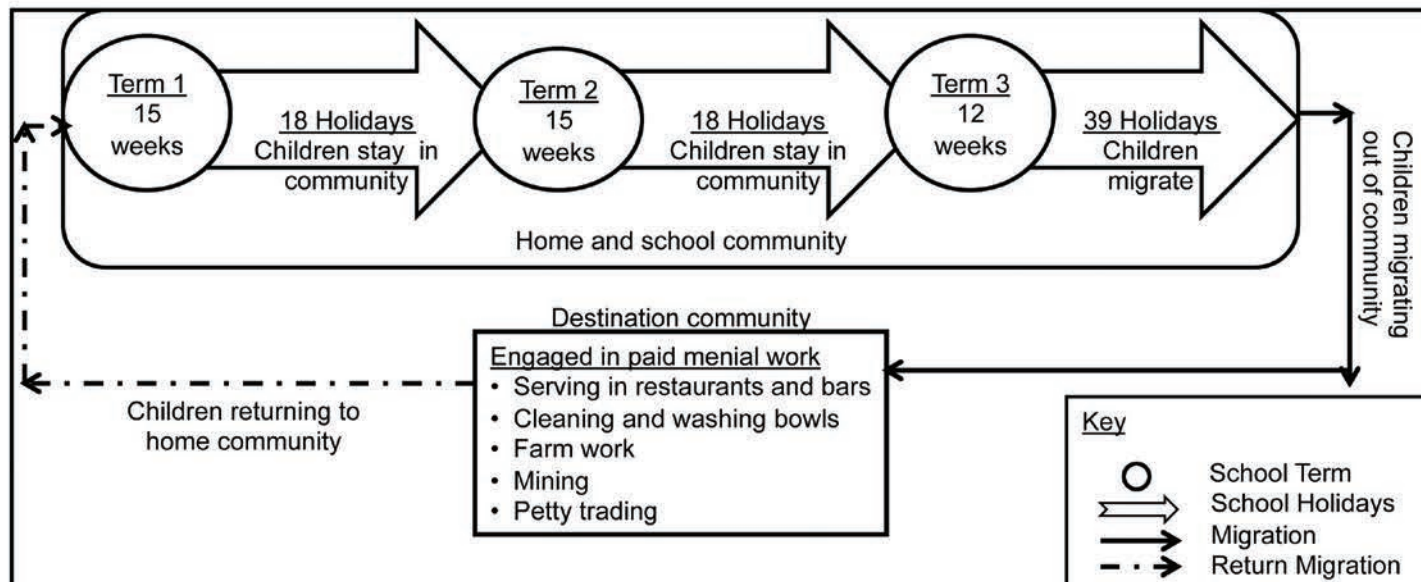 Term 1
15
weeks
18 Holidays
Children stay in
community
Term 2
15
weeks
18 Holidays
Children stay in
community
Term 3
12
weeks
39 Holidays
Children
migrate
Home and school community
Children migrating
out of community
Destination community
Engaged in paid menial work
• Serving in restaurants and bars
• Cleaning and washing bowls
• Farm work
• Mining
• Petty trading
Children returning to
home community
Key
School Term
School Holidays
Migration
Return Migration